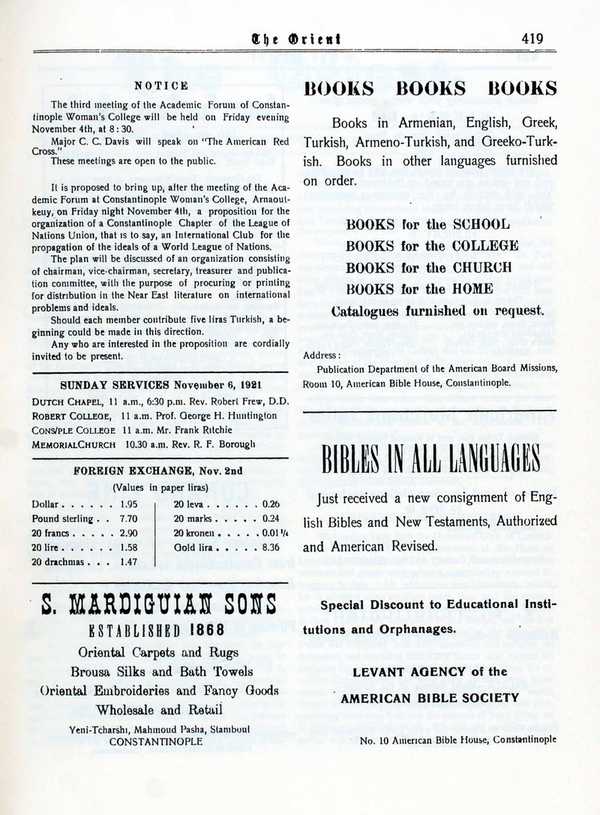 The Orient
419
NOTICE
The third meeting of the Academic Forum of Constan-
tinople Woman's College will be held on Friday evening
November 4th, at 8:30.
Major C. C. Davis will speak on "The American Red
Cross."
These meetings are open to the public.
It is proposed to bring up, after the meeting of the Aca-
demic Forum at Constantinople Woman's College, Arnaout-
keuy, on Friday night November 4th, a proposition for the
organization of a Constantinople Chapter of the League of
Nations Union, that is to say, an International Club for the
propagation of the ideals of a World League of Nations.
The plan will be discussed of an organization consisting
of chairman, vice-chairman, secretary, treasurer and publica-
tion committee, with the purpose of procuring or printing
for distribution in the Near East literature on international
problems and ideals.
Should each member contribute five liras Turkish, a be-
ginning could be made in this direction.
Any who are interested in the proposition are cordially
invited to be present.
SUNDAY SERVICES November 6, 1921
DUTCH CHAPEL, 11 a.m., 6:30 p.m. Rev. Robert Frew, D.D.
ROBERT COLLEGE, 11 a.m. Prof. George H. Huntington
CONS/PLE COLLEGE 11 a.m. Mr. Frank Ritchie
MEMORIAL CHURCH 10.30 a.m. Rev. R. F. Borough
FOREIGN EXCHANGE, Nov. 2nd
(Values in paper liras)
Dollar . . . . . . 1.95
Pound sterling . . 7.70
20 francs . . . . . 2.90
20 lire . . . . . . 1.58
20 drachmas . . . 1.47
20 leva . . . . . . 0.26
20 marks . . . . . 0.24
20 kronen . . . . . 0.01¼
Gold lira . . . . . 8.36
S. MARDIGUIAN SONS
ESTABLISHED 1868
Oriental Carpets and Rugs
Brousa Silks and Bath Towels
Oriental Embroideries and Fancy Goods
Wholesale and Retail
Yeni-Tcharshi, Mahmoud Pasha, Stamboul
CONSTANTINOPLE
BOOKS BOOKS BOOKS
Books in Armenian, English, Greek,
Turkish, Armeno-Turkish, and Greeko-Turk-
ish. Books in other languages furnished
on order.
BOOKS for the SCHOOL
BOOKS for the COLLEGE
BOOKS for the CHURCH
BOOKS for the HOME
Catalogues furnished on request.
Address:
Publication Department of the American Board Missions,
Room 10, American Bible House, Constantinople.
BIBLES IN ALL LANGUAGES
Just received a new consignment of Eng-
lish Bibles and New Testaments, Authorized
and American Revised.
Special Discount to Educational Insti-
tutions and Orphanages.
LEVANT AGENCY of the
AMERICAN BIBLE SOCIETY
No. 10 American Bible House, Constantinople